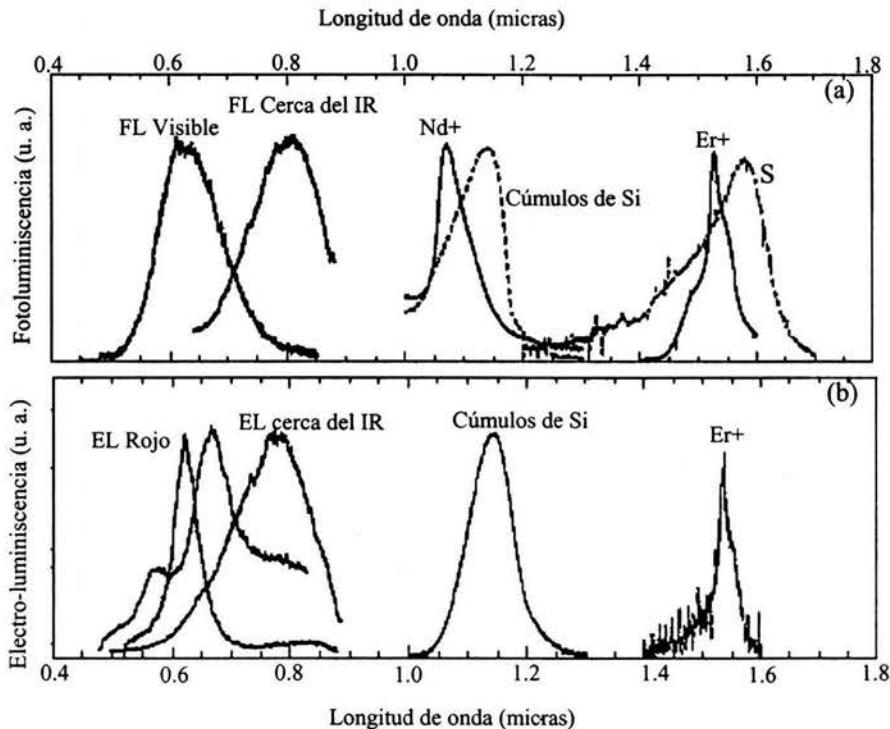 Longitud de onda (micras)
0.4 0.6 0.8 1.0 1.2 1.4 1.6 1.8
(a)
FL Cerca del IR
FL Visible
Nd+
Er+
S
Cúmulos de Si
Fotoluminiscencia (u. a.)
(b)
EL Rojo
EL cerca del IR
Cúmulos de Si
Er+
Electro-luminiscencia (u. a.)
0.4 0.6 0.8 1.0 1.2 1.4 1.6 1.8
Longitud de onda (micras)